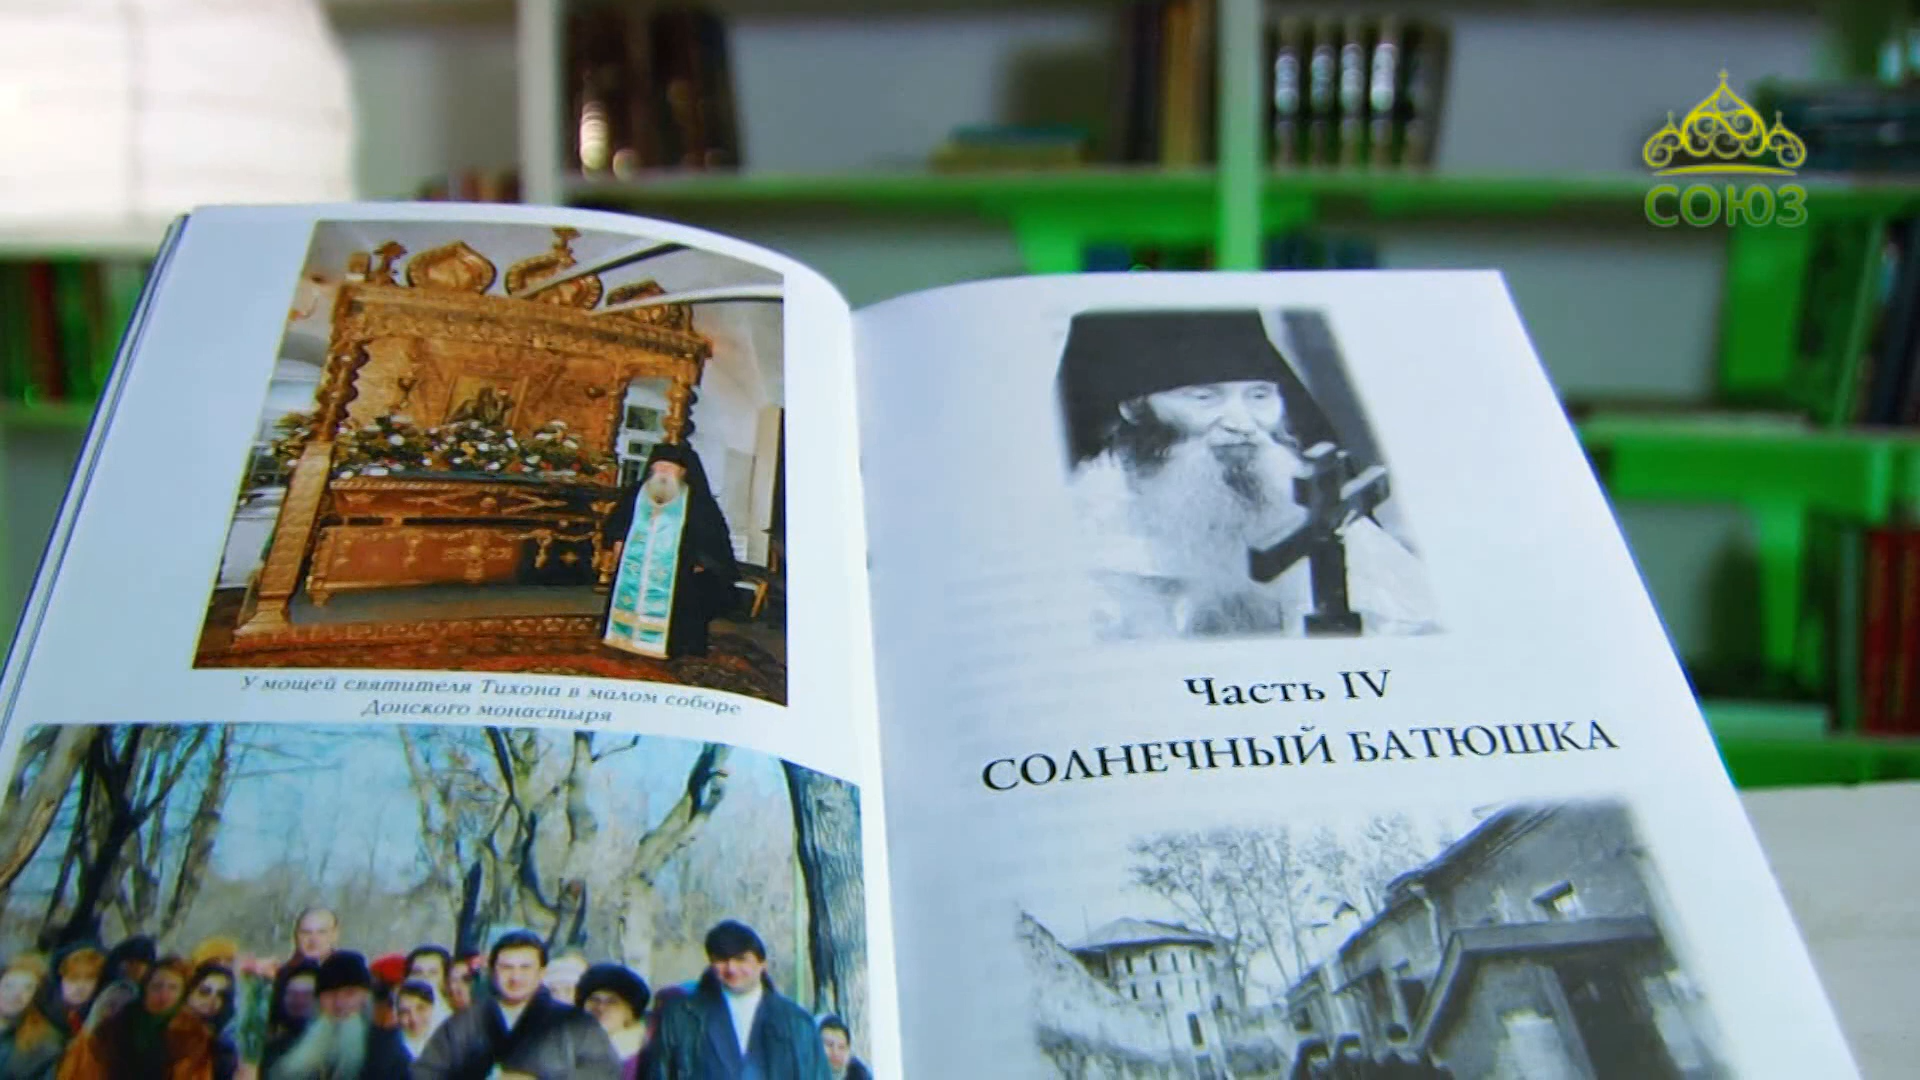 СОЮЗ
У мощей святителя Тихона в малом соборе
Донского монастыря
Часть IV
СОЛНЕЧНЫЙ БАТЮШКА